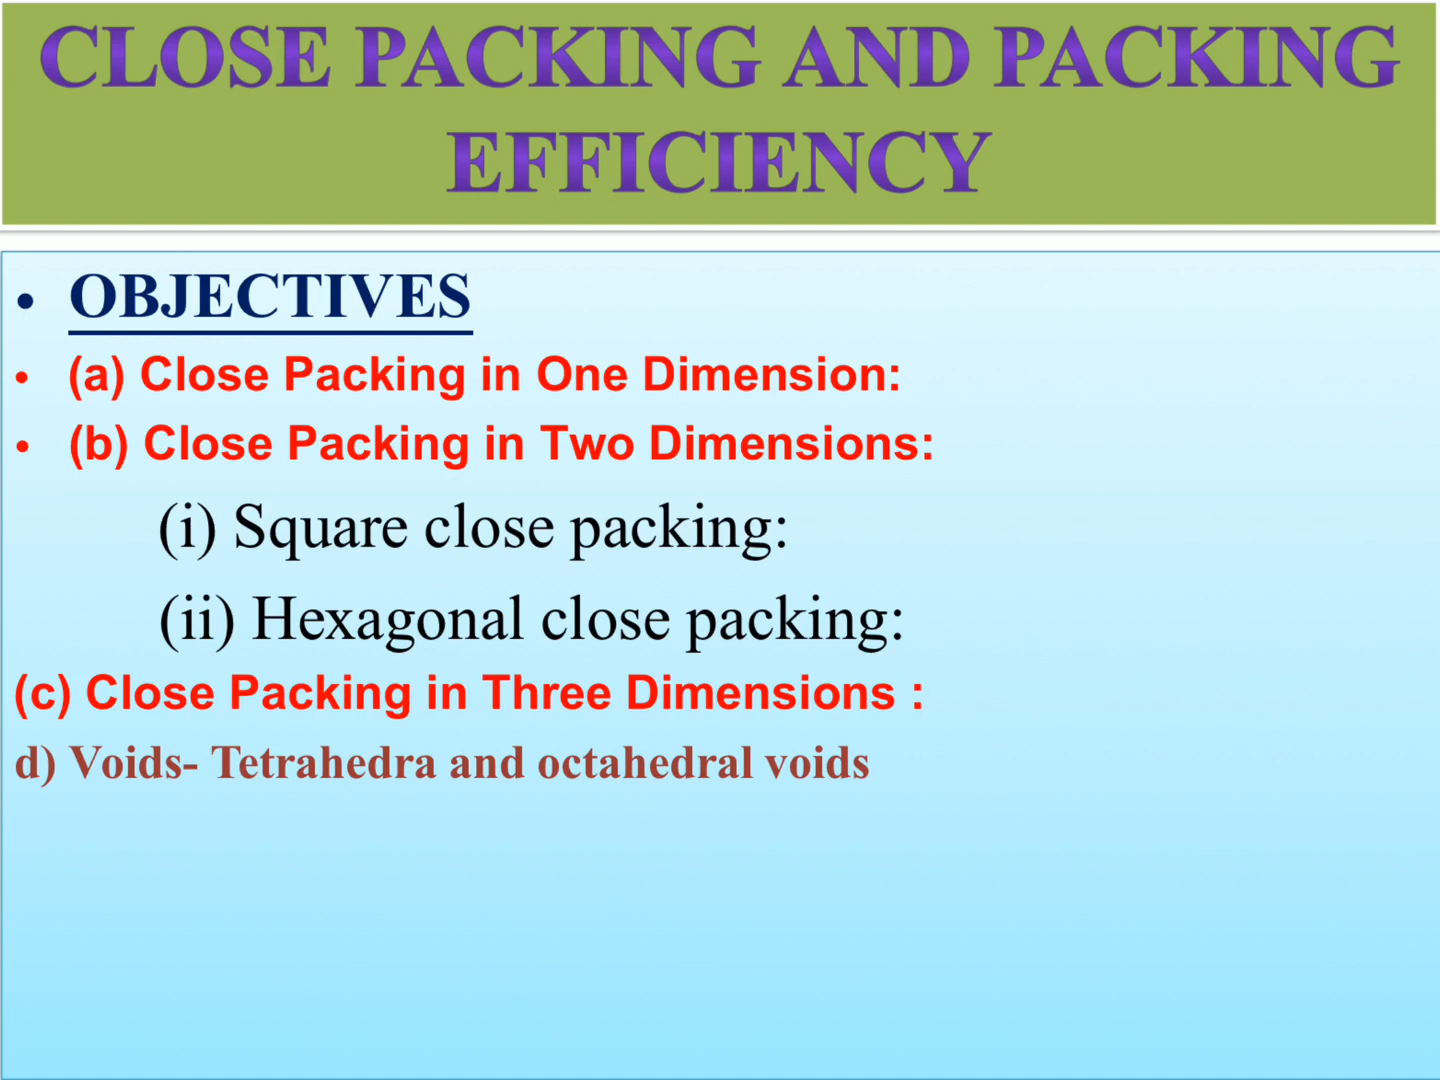 CLOSE PACKING AND PACKING
EFFICIENCY
• OBJECTIVES
• (a) Close Packing in One Dimension:
• (b) Close Packing in Two Dimensions:
(i) Square close packing:
(ii) Hexagonal close packing:
(c) Close Packing in Three Dimensions :
d) Voids- Tetrahedra and octahedral voids